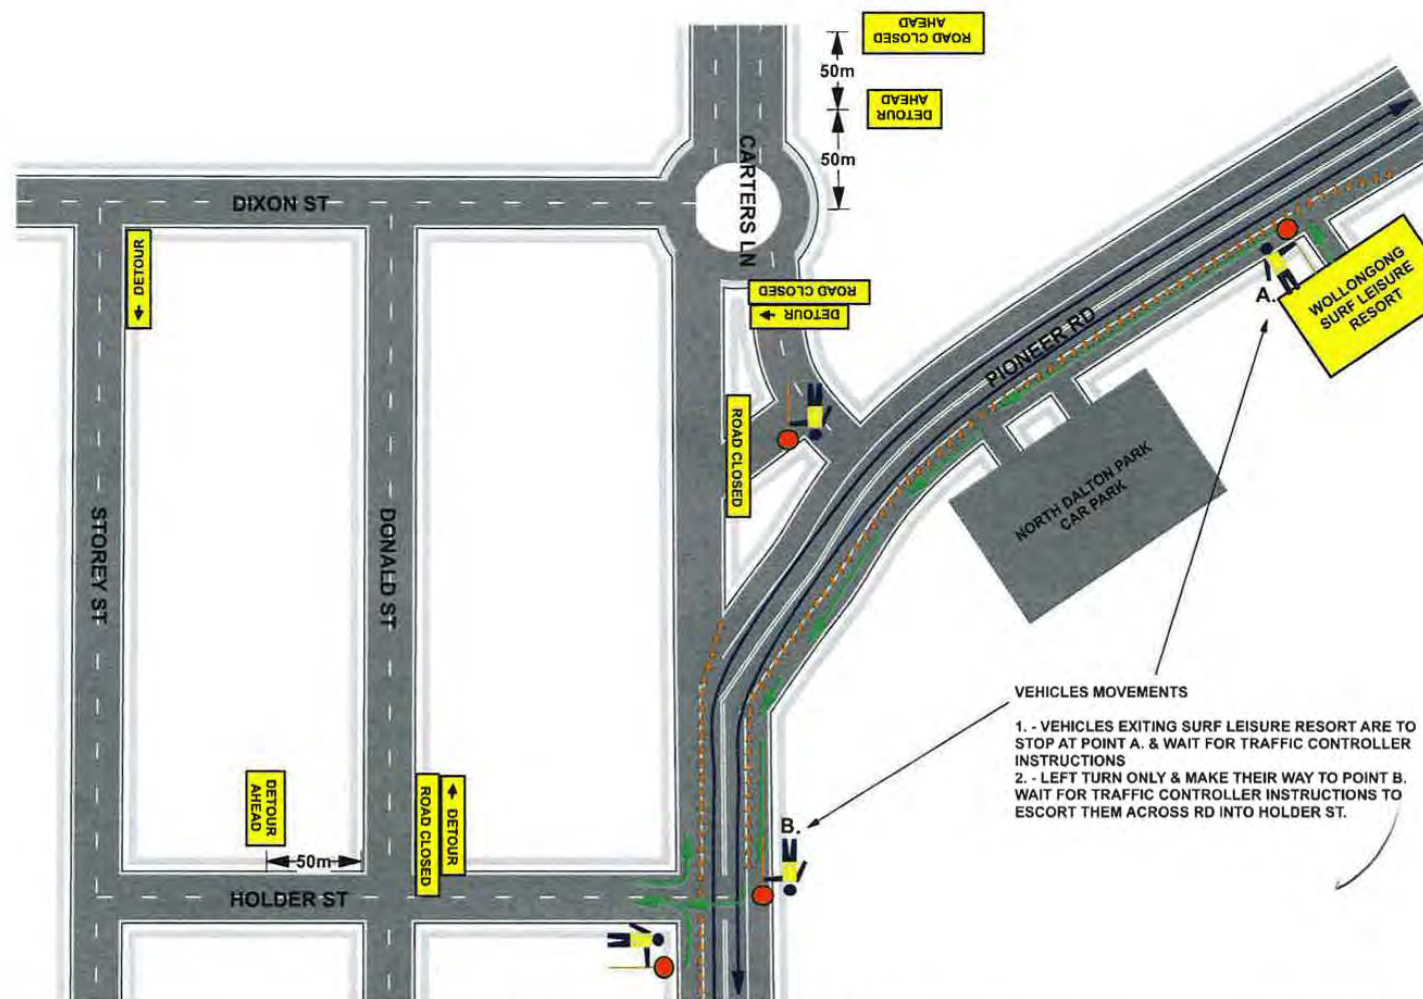 ROAD CLOSED
AHEAD
50m
DETOUR
AHEAD
50m
CARTERS LN
DIXON ST
DETOUR
ROAD CLOSED
DETOUR
WOLLONGONG
SURF LEISURE
RESORT
A.
PIONEER RD
ROAD CLOSED
NORTH DALTON PARK
CAR PARK
STOREY ST
DONALD ST
VEHICLES MOVEMENTS
1. - VEHICLES EXITING SURF LEISURE RESORT ARE TO
STOP AT POINT A. & WAIT FOR TRAFFIC CONTROLLER
INSTRUCTIONS
2. - LEFT TURN ONLY & MAKE THEIR WAY TO POINT B.
WAIT FOR TRAFFIC CONTROLLER INSTRUCTIONS TO
ESCORT THEM ACROSS RD INTO HOLDER ST.
DETOUR
AHEAD
50m
ROAD CLOSED
DETOUR
B.
HOLDER ST